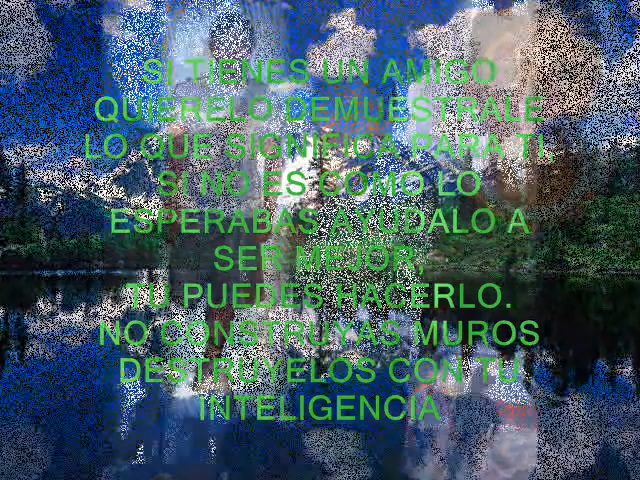 SI TIENES UN AMIGO
QUIERELO DEMUESTRALE
LO QUE SIGNIFICA PARA TI,
SI NO ES COMO LO
ESPERABAS AYUDALO A
SER MEJOR,
TU PUEDES HACERLO.
NO CONSTRUYAS MUROS
DESTRUYELOS CON TU
INTELIGENCIA